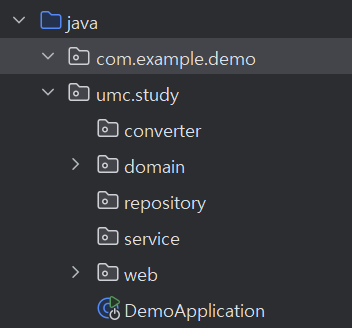 java
com.example.demo
umc.study
converter
domain
repository
service
web
DemoApplication